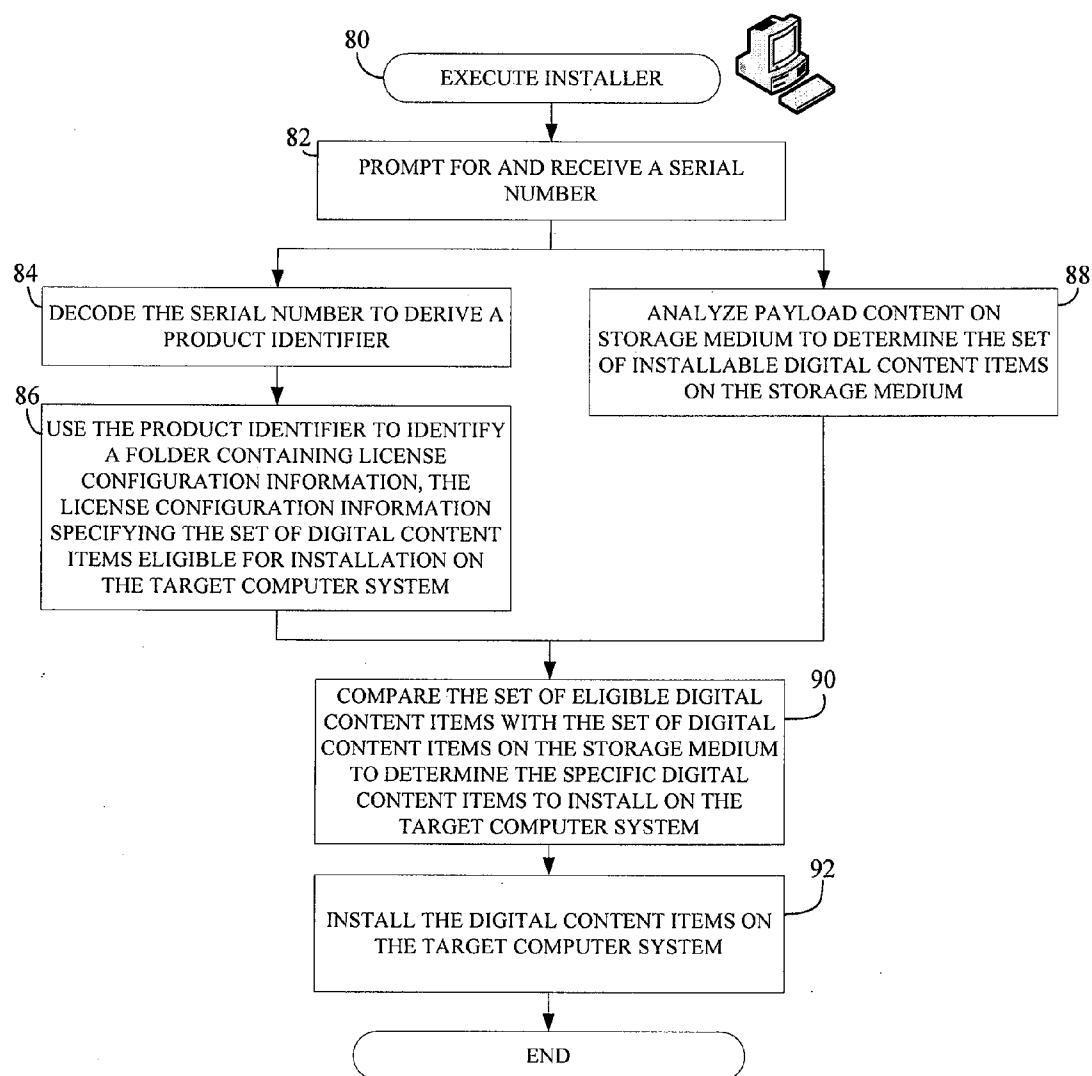 80
EXECUTE INSTALLER
82
PROMPT FOR AND RECEIVE A SERIAL
NUMBER
84
DECODE THE SERIAL NUMBER TO DERIVE A
PRODUCT IDENTIFIER
88
ANALYZE PAYLOAD CONTENT ON
STORAGE MEDIUM TO DETERMINE THE SET
OF INSTALLABLE DIGITAL CONTENT ITEMS
ON THE STORAGE MEDIUM
86
USE THE PRODUCT IDENTIFIER TO IDENTIFY
A FOLDER CONTAINING LICENSE
CONFIGURATION INFORMATION, THE
LICENSE CONFIGURATION INFORMATION
SPECIFYING THE SET OF DIGITAL CONTENT
ITEMS ELIGIBLE FOR INSTALLATION ON
THE TARGET COMPUTER SYSTEM
90
COMPARE THE SET OF ELIGIBLE DIGITAL
CONTENT ITEMS WITH THE SET OF DIGITAL
CONTENT ITEMS ON THE STORAGE MEDIUM
TO DETERMINE THE SPECIFIC DIGITAL
CONTENT ITEMS TO INSTALL ON THE
TARGET COMPUTER SYSTEM
92
INSTALL THE DIGITAL CONTENT ITEMS ON
THE TARGET COMPUTER SYSTEM
END